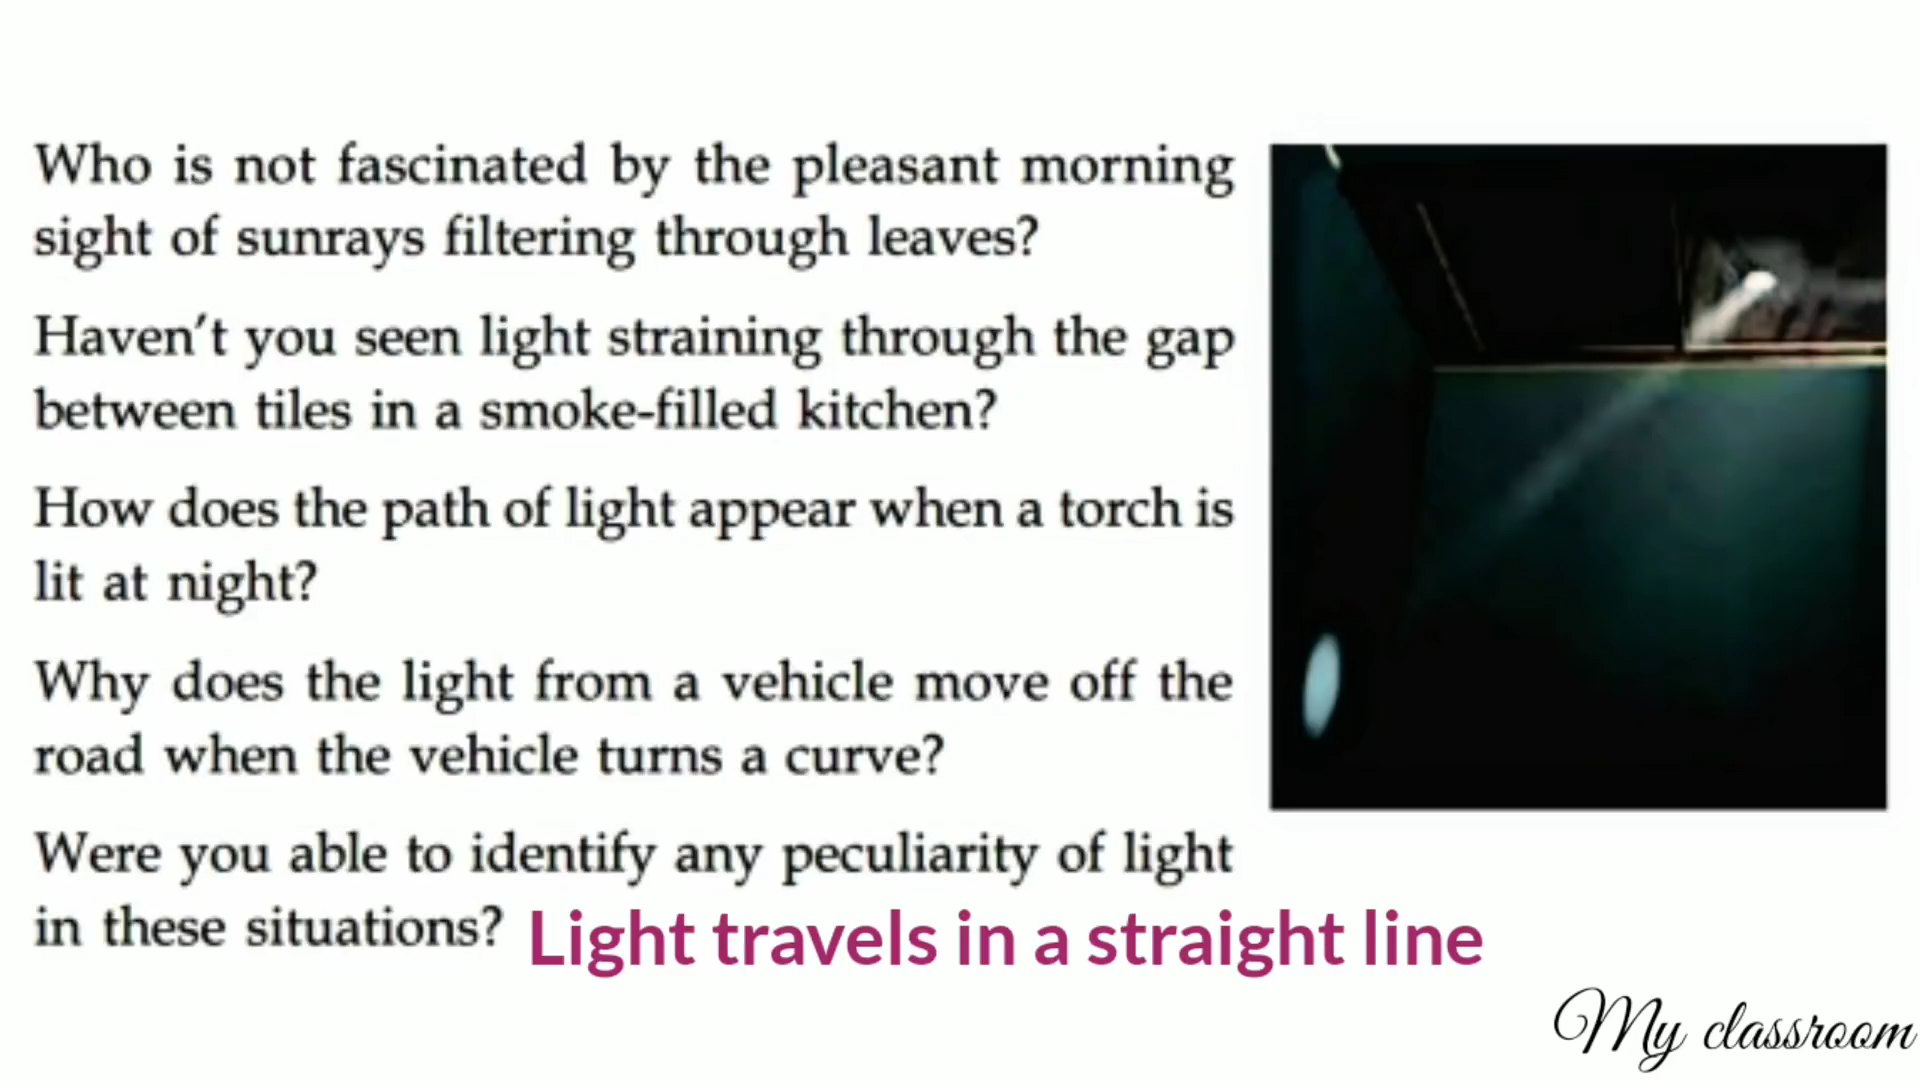 Who is not fascinated by the pleasant morning
sight of sunrays filtering through leaves?
Haven't you seen light straining through the gap
between tiles in a smoke-filled kitchen?
How does the path of light appear when a torch is
lit at night?
Why does the light from a vehicle move off the
road when the vehicle turns a curve?
Were you able to identify any peculiarity of light
in these situations? Light travels in a straight line
My classroom